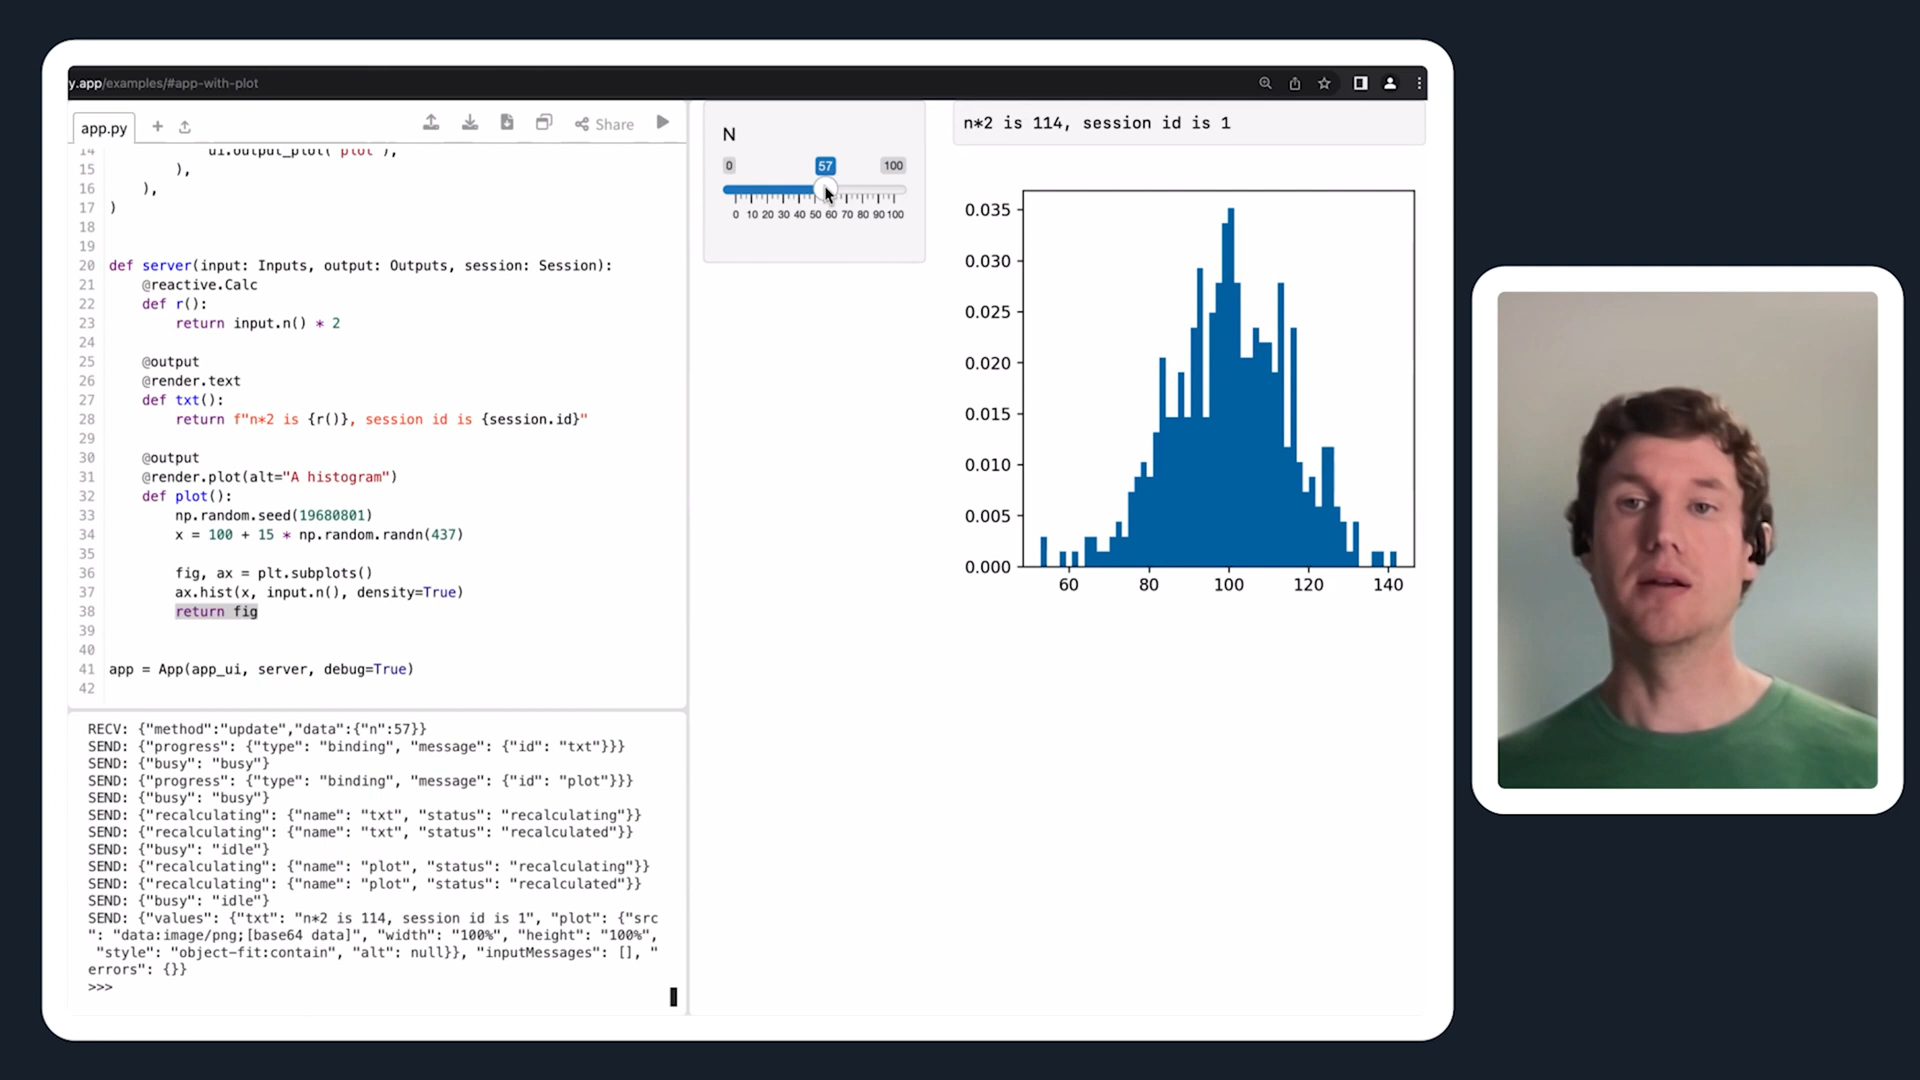 y.app/examples/#app-with-plot
app.py + Share
14 ui.output_plot("plot"),
15 ),
16 ),
17 )
18
19
20 def server(input: Inputs, output: Outputs, session: Session):
21 @reactive.Calc
22 def r():
23 return input.n() * 2
24
25 @output
26 @render.text
27 def txt():
28 return f"n*2 is {r()}, session id is {session.id}"
29
30 @output
31 @render.plot(alt="A histogram")
32 def plot():
33 np.random.seed(19680801)
34 x = 100 + 15 * np.random.randn(437)
35
36 fig, ax = plt.subplots()
37 ax.hist(x, input.n(), density=True)
38 return fig
39
40
41 app = App(app_ui, server, debug=True)
42
RECV: {"method":"update","data":{"n":57}}
SEND: {"progress": {"type": "binding", "message": {"id": "txt"}}}
SEND: {"busy": "busy"}
SEND: {"progress": {"type": "binding", "message": {"id": "plot"}}}
SEND: {"busy": "busy"}
SEND: {"recalculating": {"name": "txt", "status": "recalculating"}}
SEND: {"recalculating": {"name": "txt", "status": "recalculated"}}
SEND: {"busy": "idle"}
SEND: {"recalculating": {"name": "plot", "status": "recalculating"}}
SEND: {"recalculating": {"name": "plot", "status": "recalculated"}}
SEND: {"busy": "idle"}
SEND: {"values": {"txt": "n*2 is 114, session id is 1", "plot": {"src
": "data:image/png;[base64 data]", "width": "100%", "height": "100%",
"style": "object-fit:contain", "alt": null}}, "inputMessages": [], "
errors": {}}
>>>
N
0 57 100
0 10 20 30 40 50 60 70 80 90 100
n*2 is 114, session id is 1
0.035
0.030
0.025
0.020
0.015
0.010
0.005
0.000
60 80 100 120 140